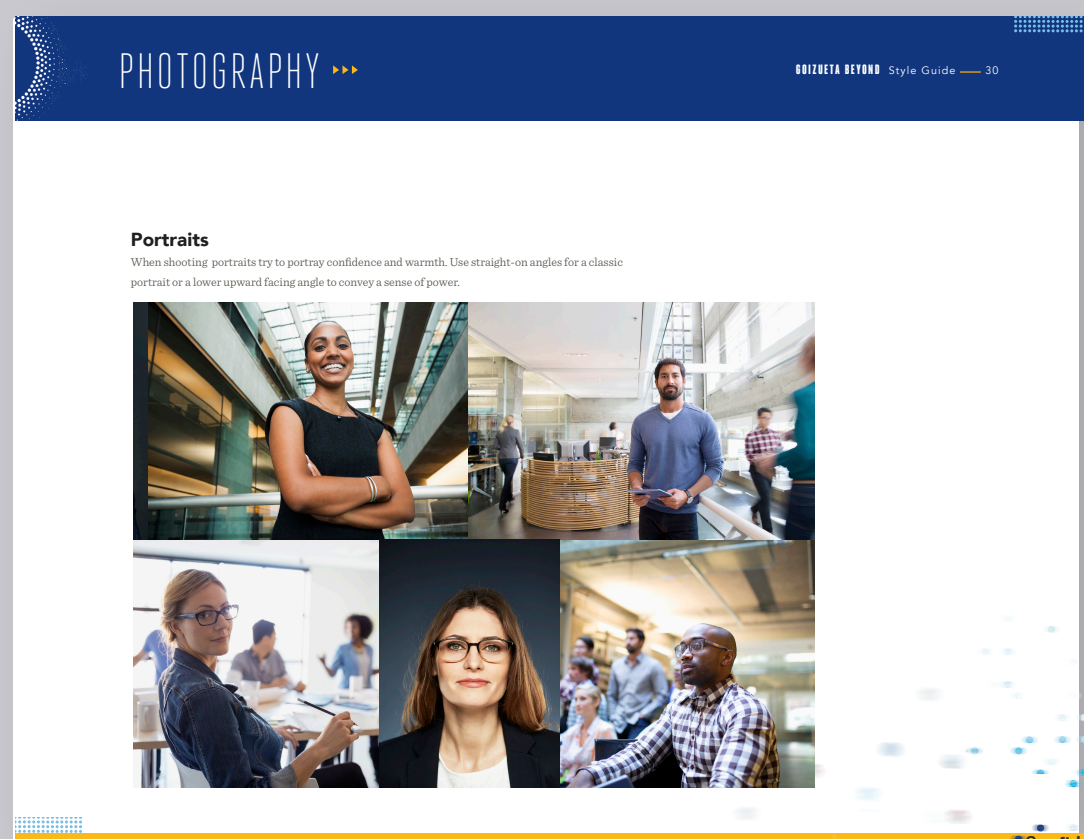 PHOTOGRAPHY
GOIZUETA BEYOND Style Guide — 30
Portraits
When shooting portraits try to portray confidence and warmth. Use straight-on angles for a classic
portrait or a lower upward facing angle to convey a sense of power.